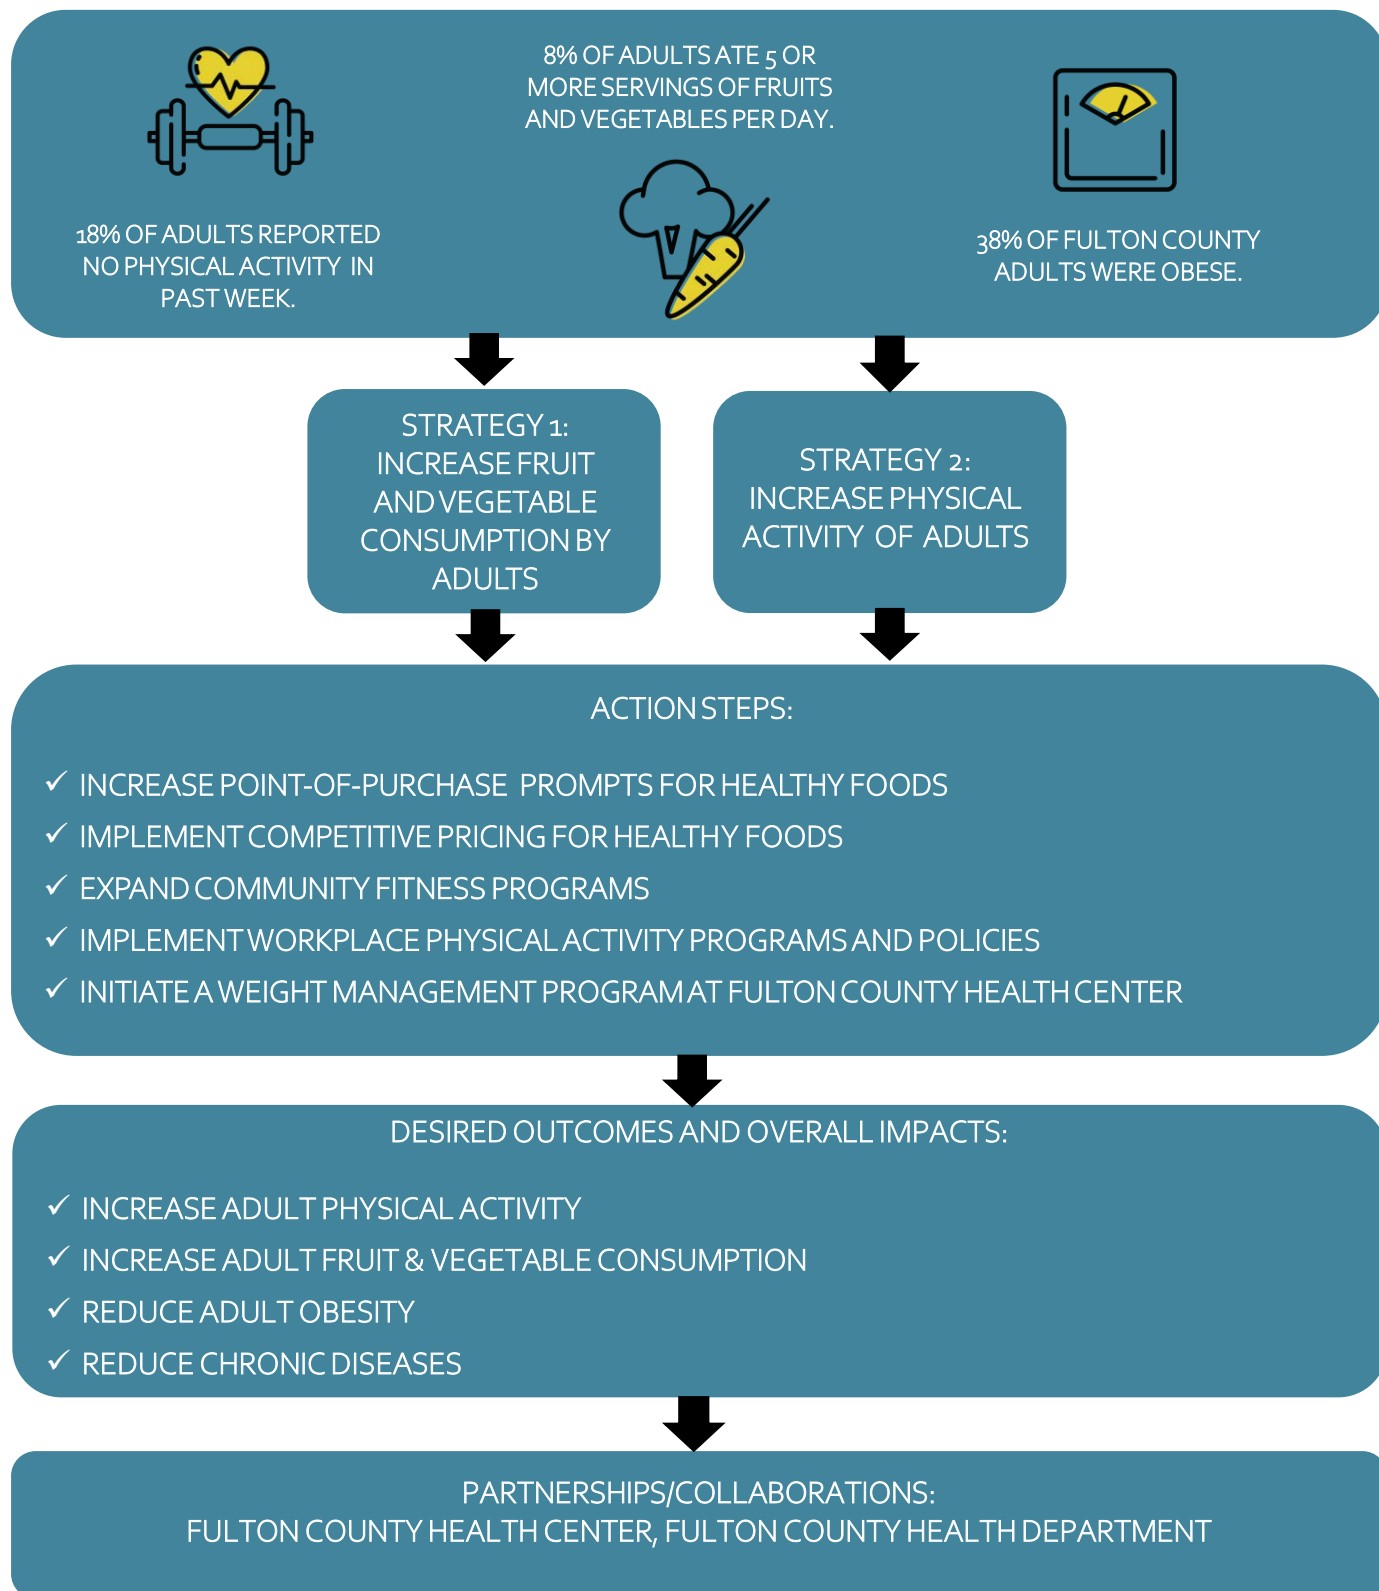 8% OF ADULTS ATE 5 OR
MORE SERVINGS OF FRUITS
AND VEGETABLES PER DAY.
18% OF ADULTS REPORTED
NO PHYSICAL ACTIVITY IN
PAST WEEK.
38% OF FULTON COUNTY
ADULTS WERE OBESE.
STRATEGY 1:
INCREASE FRUIT
AND VEGETABLE
CONSUMPTION BY
ADULTS
STRATEGY 2:
INCREASE PHYSICAL
ACTIVITY OF ADULTS
ACTION STEPS:
✓ INCREASE POINT-OF-PURCHASE PROMPTS FOR HEALTHY FOODS
✓ IMPLEMENT COMPETITIVE PRICING FOR HEALTHY FOODS
✓ EXPAND COMMUNITY FITNESS PROGRAMS
✓ IMPLEMENT WORKPLACE PHYSICAL ACTIVITY PROGRAMS AND POLICIES
✓ INITIATE A WEIGHT MANAGEMENT PROGRAM AT FULTON COUNTY HEALTH CENTER
DESIRED OUTCOMES AND OVERALL IMPACTS:
✓ INCREASE ADULT PHYSICAL ACTIVITY
✓ INCREASE ADULT FRUIT & VEGETABLE CONSUMPTION
✓ REDUCE ADULT OBESITY
✓ REDUCE CHRONIC DISEASES
PARTNERSHIPS/COLLABORATIONS:
FULTON COUNTY HEALTH CENTER, FULTON COUNTY HEALTH DEPARTMENT